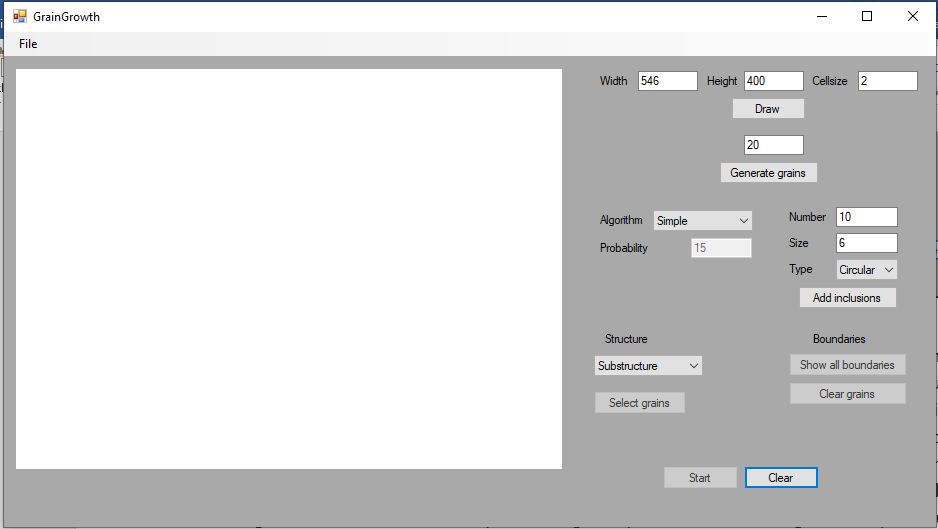 GrainGrowth
File
Width 546 Height 400 Cellsize 2
Draw
20
Generate grains
Algorithm Simple
Number 10
Probability 15
Size 6
Type Circular
Add inclusions
Structure
Boundaries
Substructure
Show all boundaries
Select grains
Clear grains
Start Clear